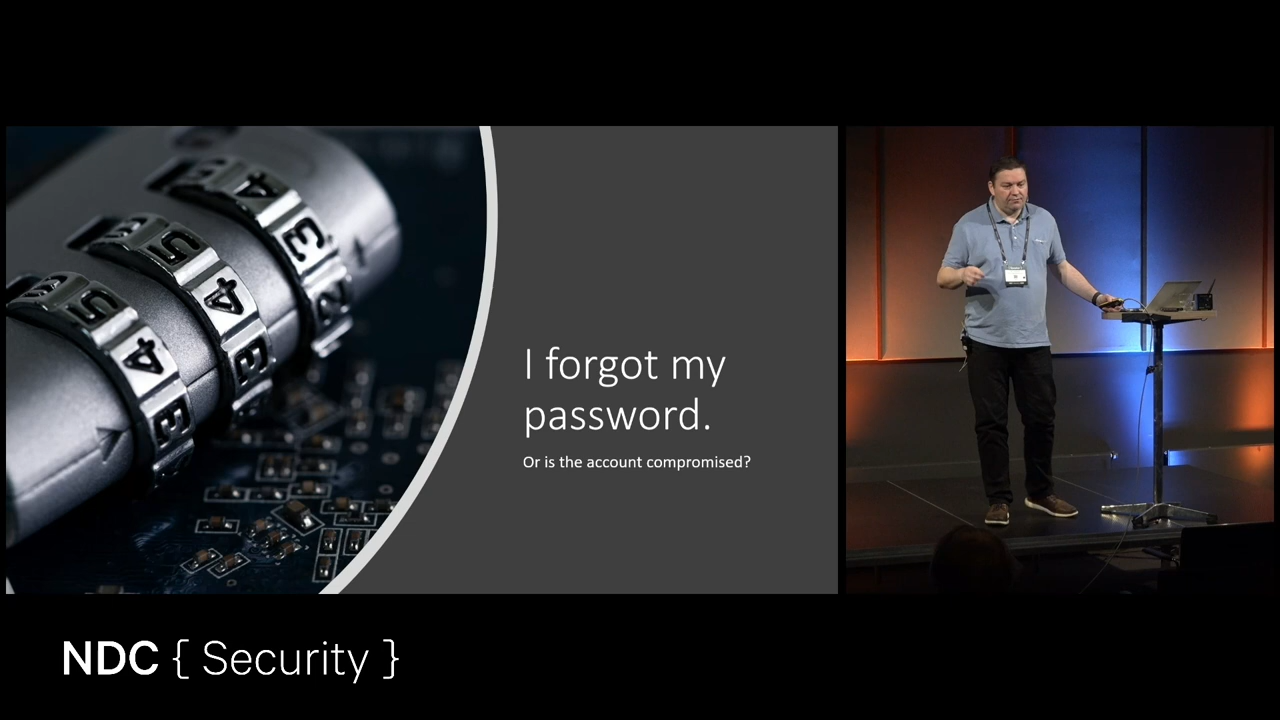 I forgot my
password.
Or is the account compromised?
NDC { Security }